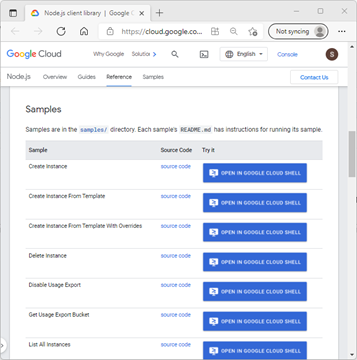 Node.js client library | Google C
https://cloud.google.co...
Not syncing
Google Cloud
Why Google
Solutio
English
Console
S
Node.js
Overview
Guides
Reference
Samples
Contact Us
Samples
Samples are in the samples/ directory. Each sample's README.md has instructions for running its sample.
Sample Source Code Try it
Create Instance source code OPEN IN GOOGLE CLOUD SHELL
Create Instance From Template source code OPEN IN GOOGLE CLOUD SHELL
Create Instance From Template With Overrides source code OPEN IN GOOGLE CLOUD SHELL
Delete Instance source code OPEN IN GOOGLE CLOUD SHELL
Disable Usage Export source code OPEN IN GOOGLE CLOUD SHELL
Get Usage Export Bucket source code OPEN IN GOOGLE CLOUD SHELL
List All Instances source code OPEN IN GOOGLE CLOUD SHELL